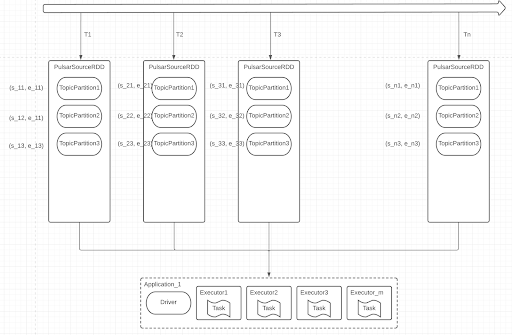 T1
T2
T3
Tn
PulsarSourceRDD
PulsarSourceRDD
PulsarSourceRDD
PulsarSourceRDD
(s_11, e_11)
TopicPartition1
(s_21, e_21)
TopicPartition1
(s_31, e_31)
TopicPartition1
(s_n1, e_n1)
TopicPartition1
(s_12, e_11)
TopicPartition2
(s_22, e_22)
TopicPartition2
(s_32, e_32)
TopicPartition2
(s_n2, e_n2)
TopicPartition2
(s_13, e_13)
TopicPartition3
(s_23, e_23)
TopicPartition3
(s_33, e_33)
TopicPartition3
(s_n3, e_n3)
TopicPartition3
Application_1
Driver
Executor1
Task
Executor2
Task
Executor3
Task
Executor_m
Task